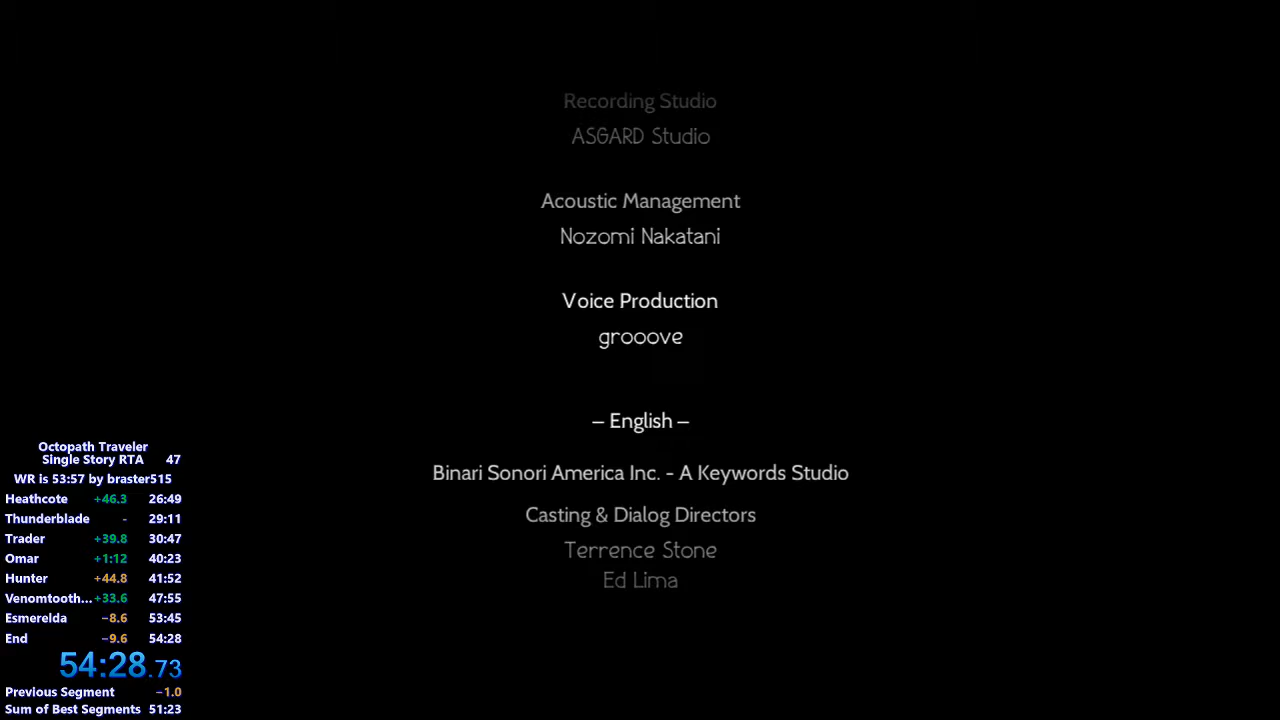 Recording Studio
ASGARD Studio
Acoustic Management
Nozomi Nakatani
Voice Production
grooove
– English –
Binari Sonori America Inc. - A Keywords Studio
Casting & Dialog Directors
Terrence Stone
Ed Lima
Octopath Traveler
Single Story RTA 47
WR is 53:57 by braster515
Heathcote +46.3 26:49
Thunderblade - 29:11
Trader +39.8 30:47
Omar +1:12 40:23
Hunter +44.8 41:52
Venomtooth... +33.6 47:55
Esmerelda −8.6 53:45
End −9.6 54:28
54:28.73
Previous Segment −1.0
Sum of Best Segments 51:23